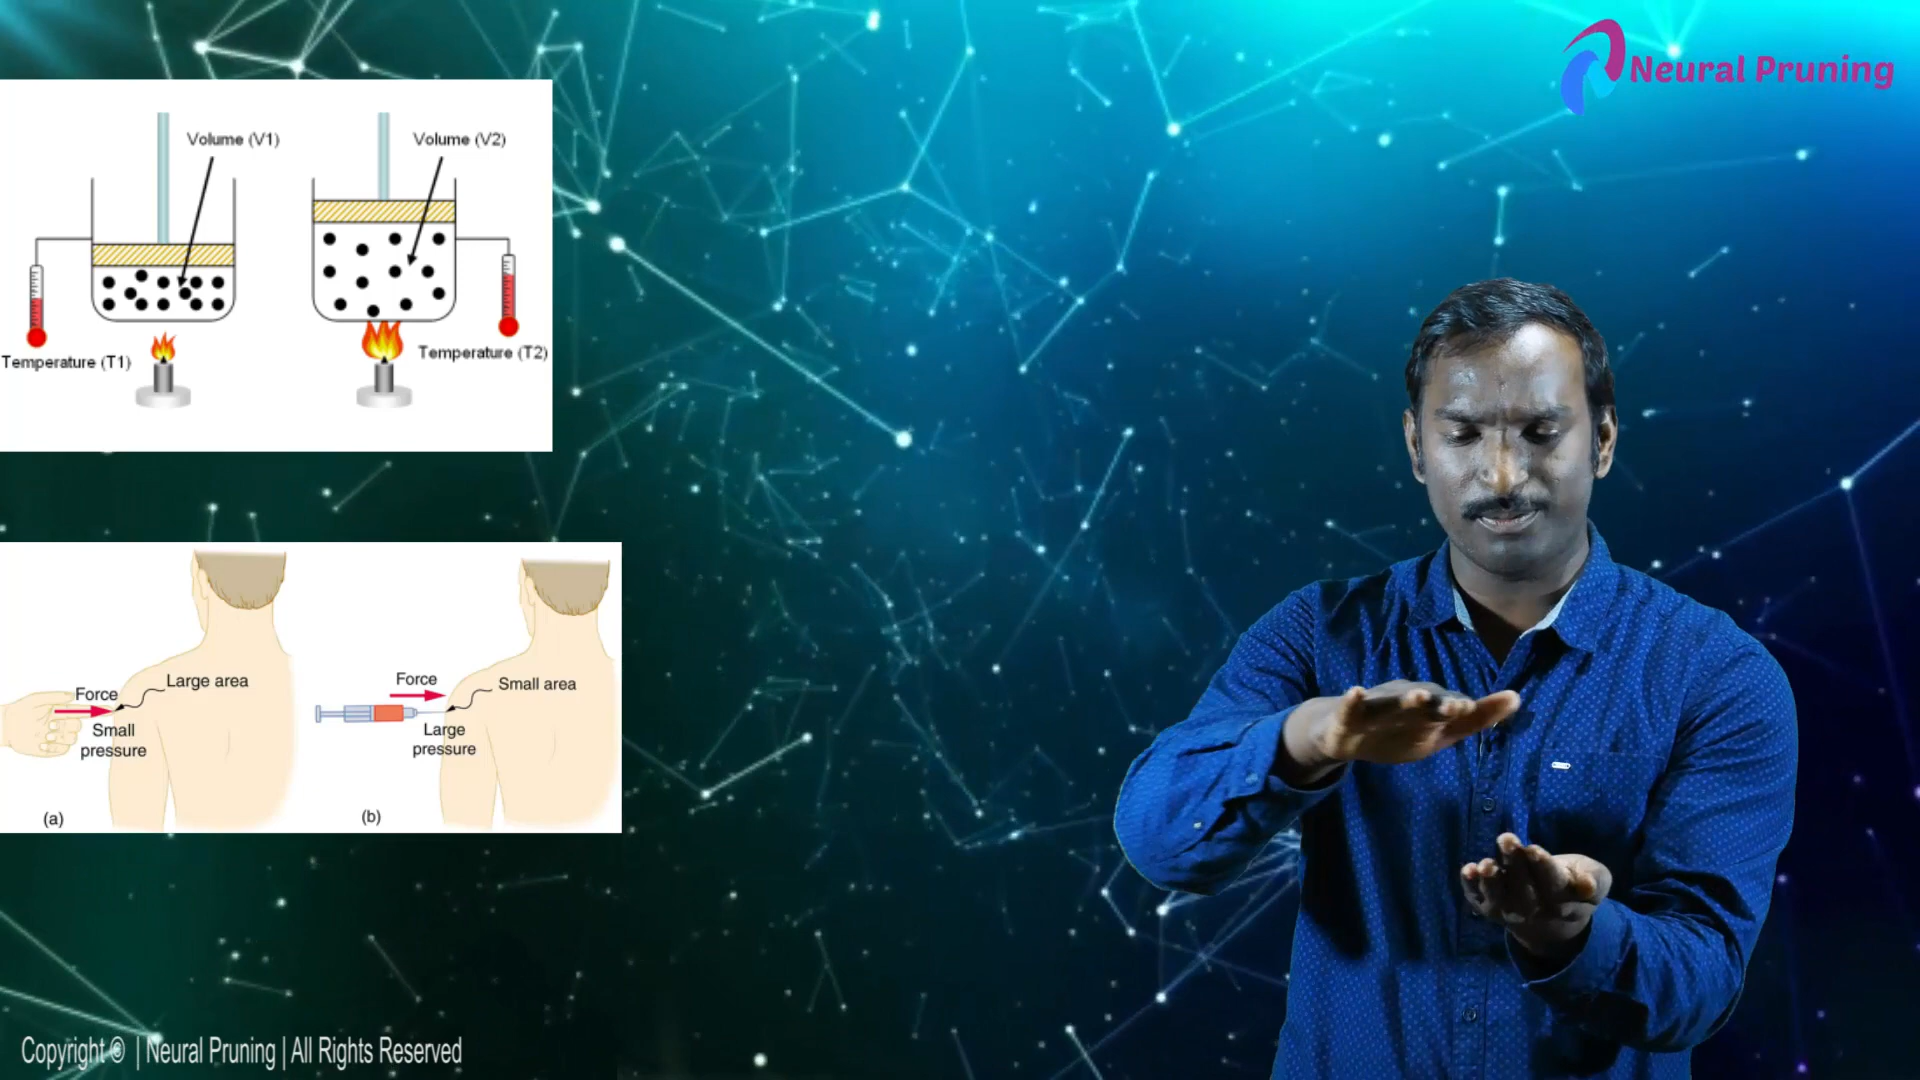 Neural Pruning
Volume (V1)
Volume (V2)
Temperature (T1)
Temperature (T2)
Force
Large area
Small
pressure
(a)
Force
Small area
Large
pressure
(b)
Copyright © | Neural Pruning | All Rights Reserved